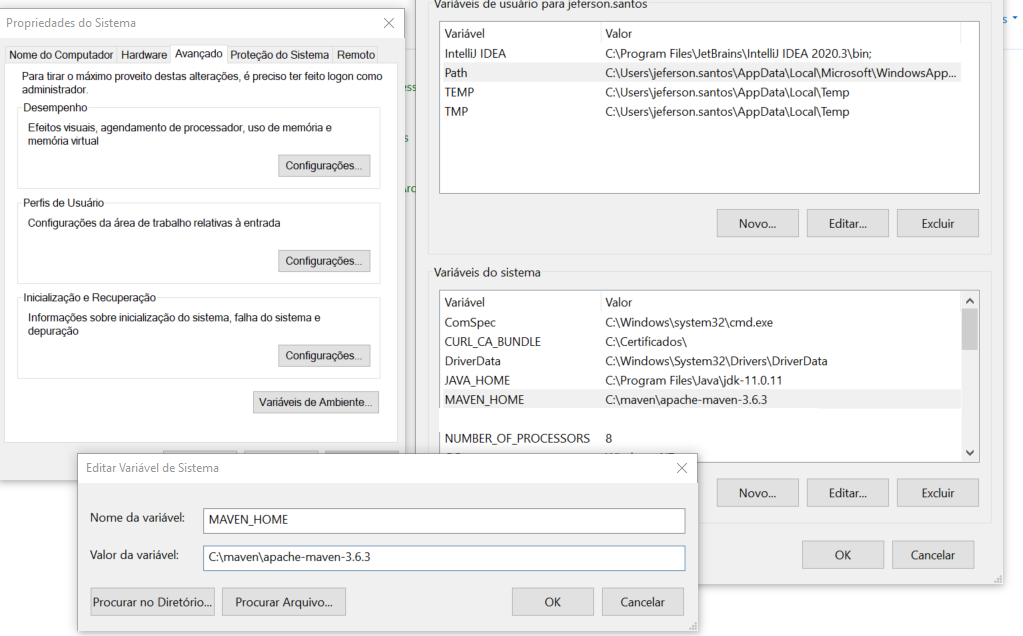 Propriedades do Sistema
Nome do Computador Hardware Avançado Proteção do Sistema Remoto
Para tirar o máximo proveito destas alterações, é preciso ter feito logon como
administrador.
Desempenho
Efeitos visuais, agendamento de processador, uso de memória e
memória virtual
Configurações...
Perfis de Usuário
Configurações da área de trabalho relativas à entrada
Configurações...
Inicialização e Recuperação
Informações sobre inicialização do sistema, falha do sistema e
depuração
Configurações...
Variáveis de Ambiente...
Variáveis de usuário para jeferson.santos
Variável Valor
IntelliJ IDEA C:\Program Files\JetBrains\IntelliJ IDEA 2020.3\bin;
Path C:\Users\jeferson.santos\AppData\Local\Microsoft\WindowsApp...
TEMP C:\Users\jeferson.santos\AppData\Local\Temp
TMP C:\Users\jeferson.santos\AppData\Local\Temp
Novo... Editar... Excluir
Variáveis do sistema
Variável Valor
ComSpec C:\Windows\system32\cmd.exe
CURL_CA_BUNDLE C:\Certificados\
DriverData C:\Windows\System32\Drivers\DriverData
JAVA_HOME C:\Program Files\Java\jdk-11.0.11
MAVEN_HOME C:\maven\apache-maven-3.6.3
NUMBER_OF_PROCESSORS 8
Novo... Editar... Excluir
OK Cancelar
Editar Variável de Sistema
Nome da variável: MAVEN_HOME
Valor da variável: C:\maven\apache-maven-3.6.3
Procurar no Diretório... Procurar Arquivo... OK Cancelar